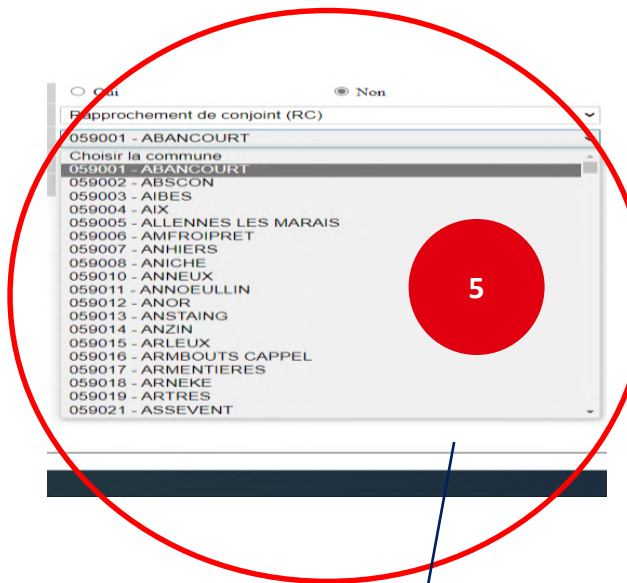 Oui Non
Rapprochement de conjoint (RC)
059001 - ABANCOURT
Choisir la commune
059001 - ABANCOURT
059002 - ABSCON
059003 - AIBES
059004 - AIX
059005 - ALLENNES LES MARAIS
059006 - AMFROIPRET
059007 - ANHIERS
059008 - ANICHE
059010 - ANNEUX
059011 - ANNOEULLIN
059012 - ANOR
059013 - ANSTAING
059014 - ANZIN
059015 - ARLEUX
059016 - ARMBOUTS CAPPEL
059017 - ARMENTIERES
059018 - ARNEKE
059019 - ARTRES
059021 - ASSEVENT
5